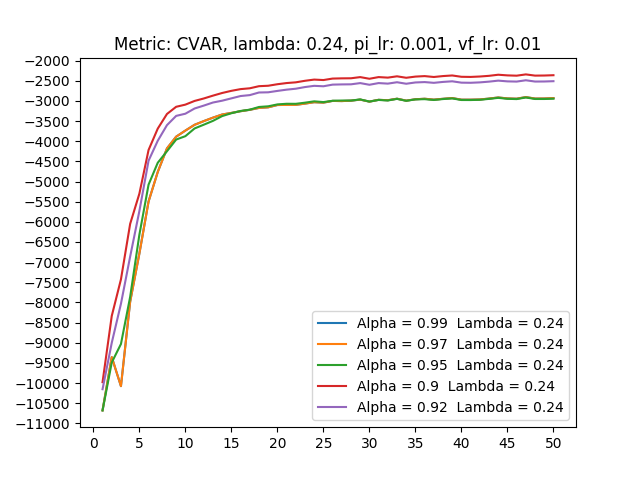 Metric: CVAR, lambda: 0.24, pi_lr: 0.001, vf_lr: 0.01
−2000
−2500
−3000
−3500
−4000
−4500
−5000
−5500
−6000
−6500
−7000
−7500
−8000
−8500
−9000
−9500
−10000
−10500
−11000
Alpha = 0.99  Lambda = 0.24
Alpha = 0.97  Lambda = 0.24
Alpha = 0.95  Lambda = 0.24
Alpha = 0.9  Lambda = 0.24
Alpha = 0.92  Lambda = 0.24
0 5 10 15 20 25 30 35 40 45 50